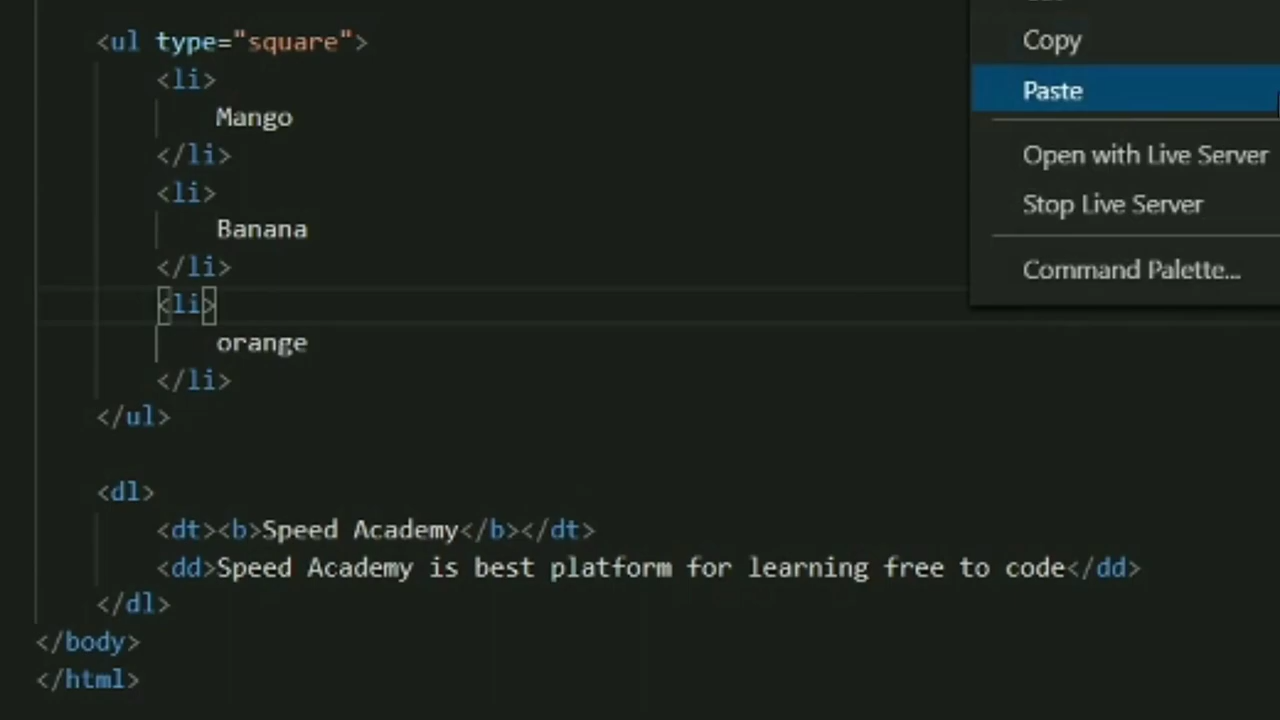 <ul type="square">
<li>
Mango
</li>
<li>
Banana
</li>
<li>
orange
</li>
</ul>
<dl>
<dt><b>Speed Academy</b></dt>
<dd>Speed Academy is best platform for learning free to code</dd>
</dl>
</body>
</html>
Copy
Paste
Open with Live Server
Stop Live Server
Command Palette...